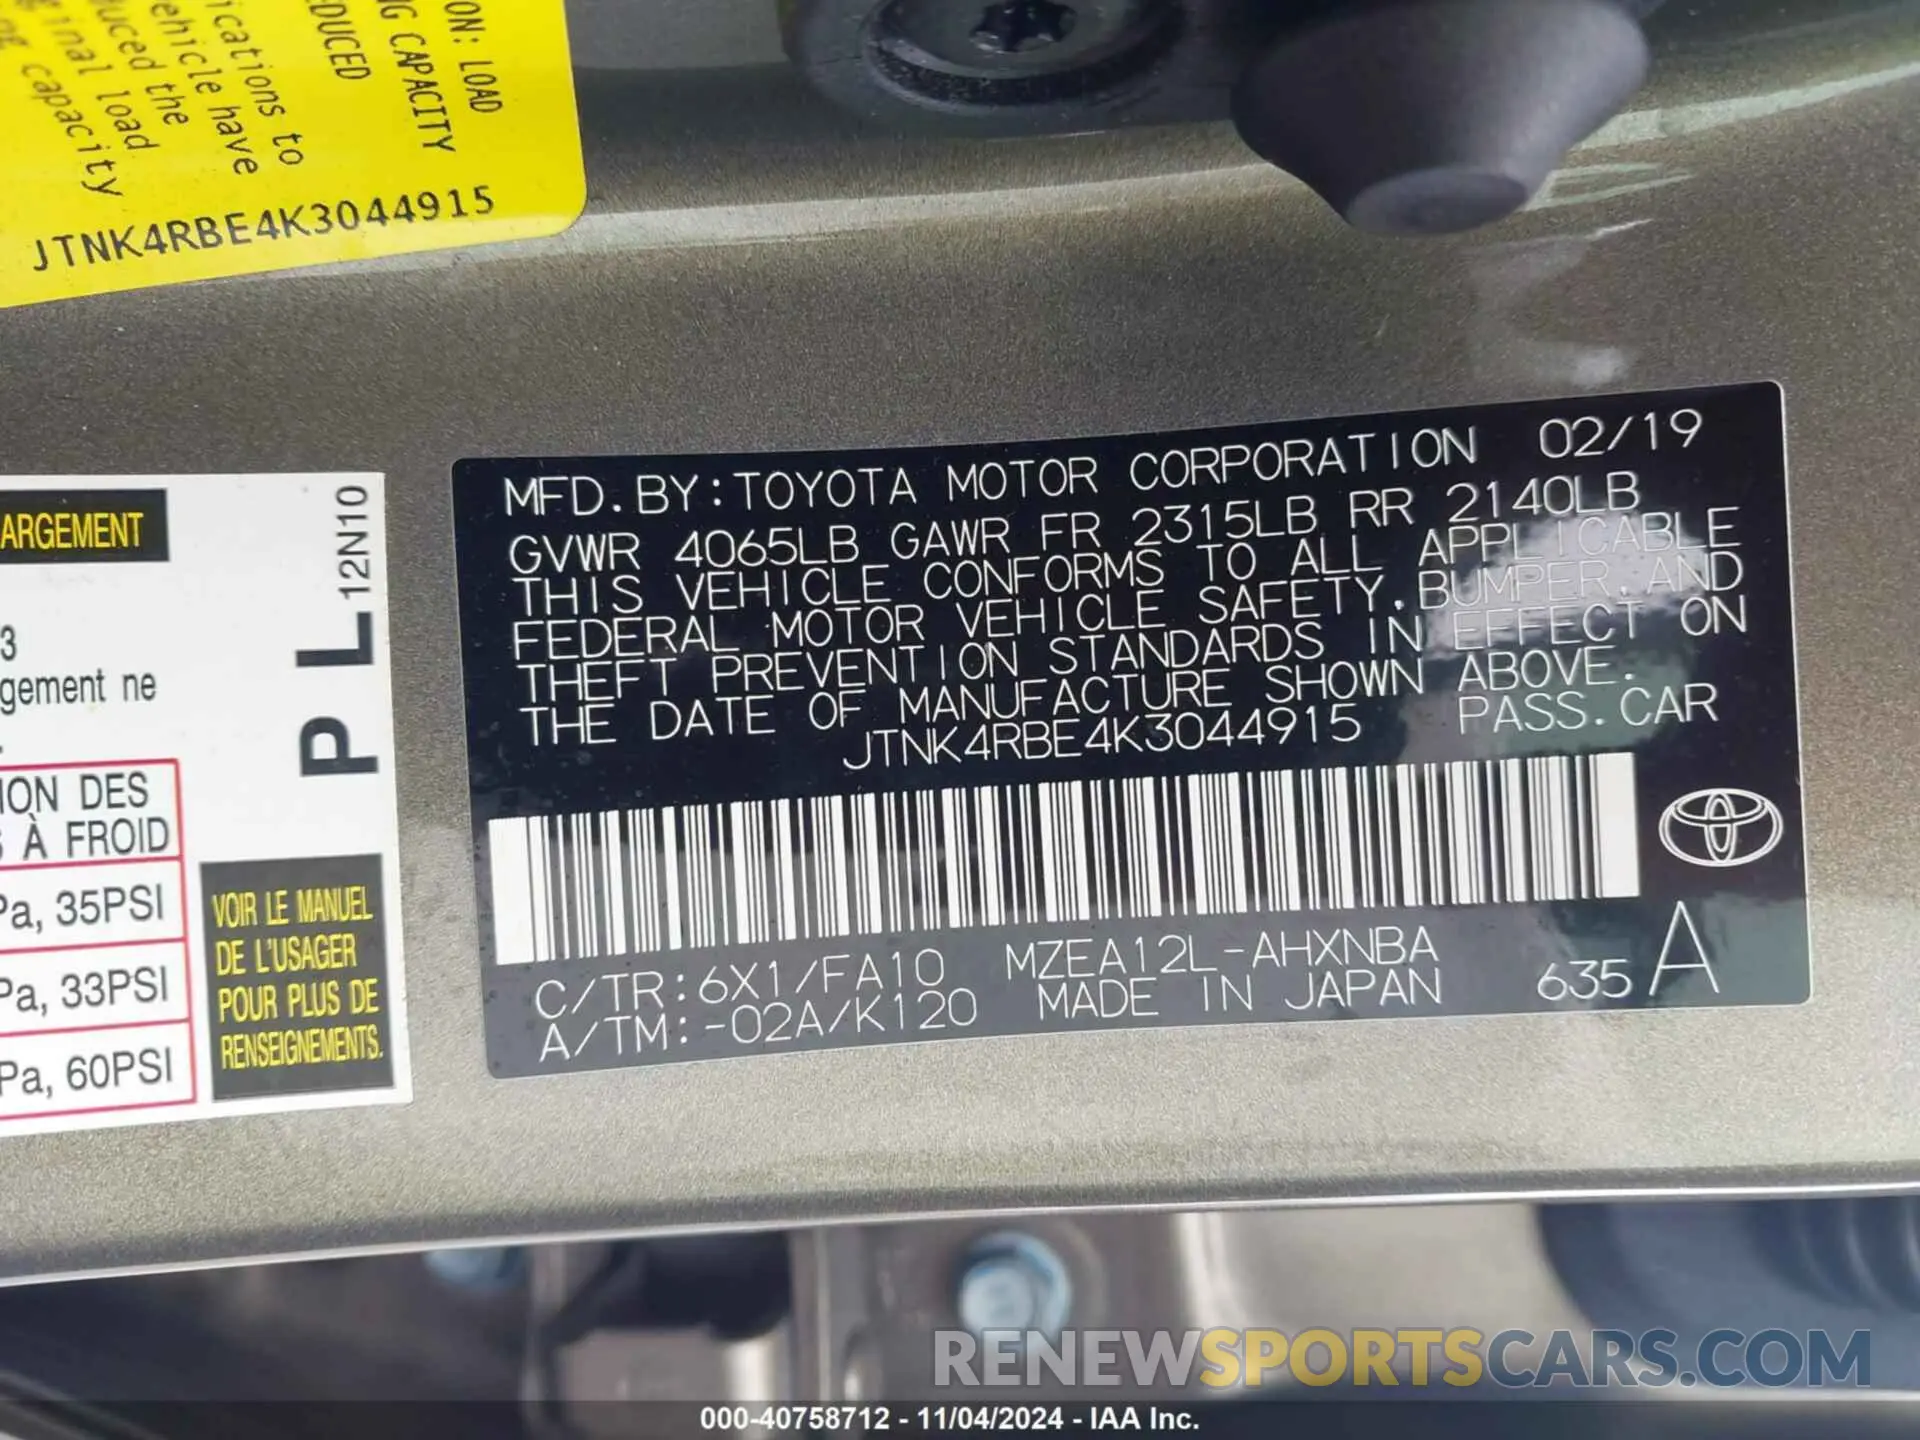 ON: LOAD
NG CAPACITY
EDUCED
ications to
ehicle have
uced the
ginal load
ng capacity
JTNK4RBE4K3044915
ARGEMENT
3
gement ne
P L 12N10
ION DES
S À FROID
Pa, 35PSI
Pa, 33PSI
Pa, 60PSI
VOIR LE MANUEL
DE L'USAGER
POUR PLUS DE
RENSEIGNEMENTS.
MFD. BY: TOYOTA MOTOR CORPORATION 02/19
GVWR 4065LB GAWR FR 2315LB RR 2140LB
THIS VEHICLE CONFORMS TO ALL APPLICABLE
FEDERAL MOTOR VEHICLE SAFETY, BUMPER, AND
THEFT PREVENTION STANDARDS IN EFFECT ON
THE DATE OF MANUFACTURE SHOWN ABOVE.
JTNK4RBE4K3044915 PASS. CAR
C/TR: 6X1/FA10 MZEA12L-AHXNBA
A/TM: -02A/K120 MADE IN JAPAN 635 A
RENEWSPORTSCARS.COM
000-40758712 - 11/04/2024 - IAA Inc.